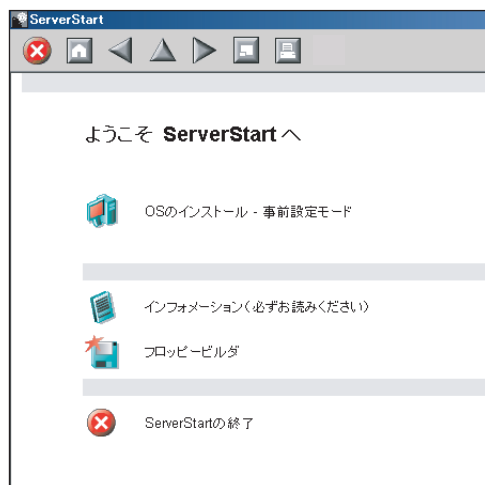 ServerStart
ようこそ ServerStart へ
OSのインストール - 事前設定モード
インフォメーション(必ずお読みください)
フロッピービルダ
ServerStartの終了